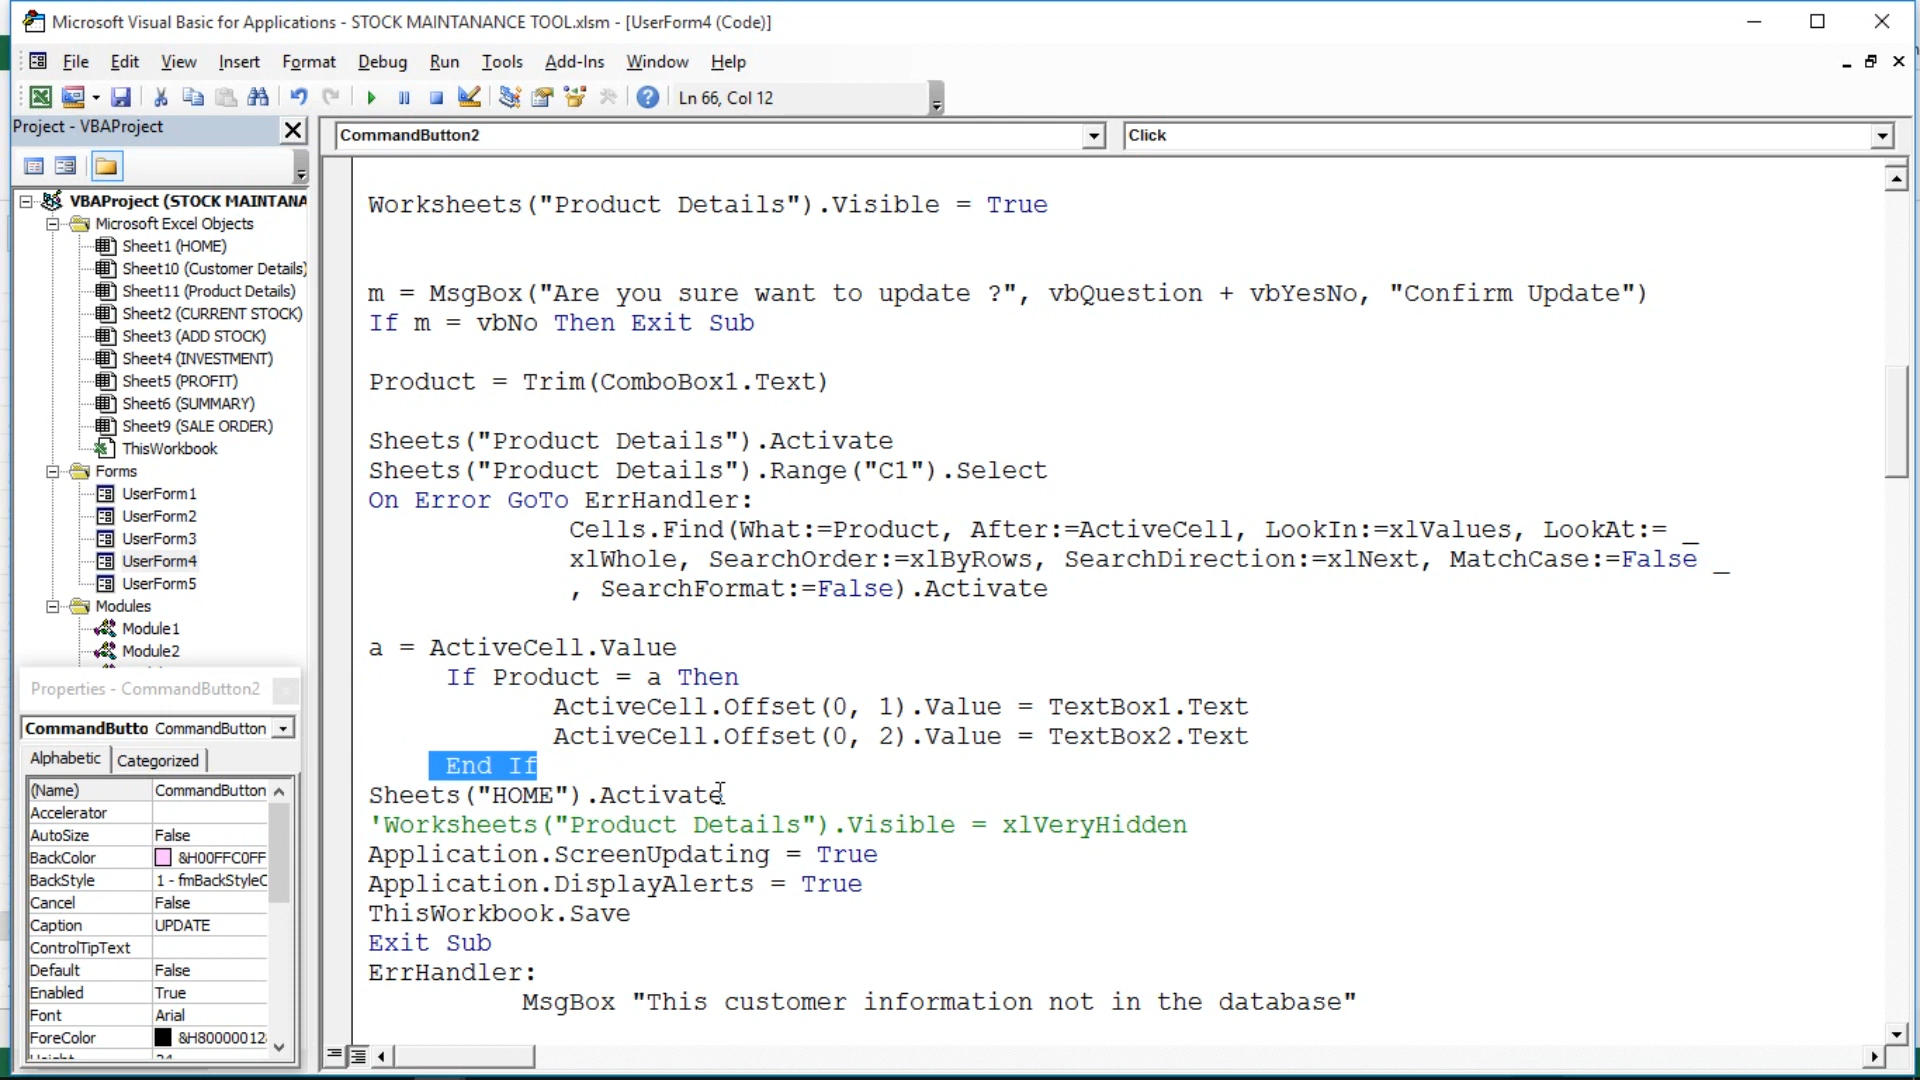 Microsoft Visual Basic for Applications - STOCK MAINTANANCE TOOL.xlsm - [UserForm4 (Code)]
File Edit View Insert Format Debug Run Tools Add-Ins Window Help
Ln 66, Col 12
Project - VBAProject
VBAProject (STOCK MAINTANA
Microsoft Excel Objects
Sheet1 (HOME)
Sheet10 (Customer Details)
Sheet11 (Product Details)
Sheet2 (CURRENT STOCK)
Sheet3 (ADD STOCK)
Sheet4 (INVESTMENT)
Sheet5 (PROFIT)
Sheet6 (SUMMARY)
Sheet9 (SALE ORDER)
ThisWorkbook
Forms
UserForm1
UserForm2
UserForm3
UserForm4
UserForm5
Modules
Module1
Module2
Properties - CommandButton2
CommandButto CommandButton
Alphabetic Categorized
(Name) CommandButton
Accelerator
AutoSize False
BackColor &H00FFC0FF
BackStyle 1 - fmBackStyleC
Cancel False
Caption UPDATE
ControlTipText
Default False
Enabled True
Font Arial
ForeColor &H8000012
CommandButton2 Click
Worksheets("Product Details").Visible = True
m = MsgBox("Are you sure want to update ?", vbQuestion + vbYesNo, "Confirm Update")
If m = vbNo Then Exit Sub
Product = Trim(ComboBox1.Text)
Sheets("Product Details").Activate
Sheets("Product Details").Range("C1").Select
On Error GoTo ErrHandler:
Cells.Find(What:=Product, After:=ActiveCell, LookIn:=xlValues, LookAt:= _
xlWhole, SearchOrder:=xlByRows, SearchDirection:=xlNext, MatchCase:=False _
, SearchFormat:=False).Activate
a = ActiveCell.Value
If Product = a Then
ActiveCell.Offset(0, 1).Value = TextBox1.Text
ActiveCell.Offset(0, 2).Value = TextBox2.Text
End If
Sheets("HOME").Activate
'Worksheets("Product Details").Visible = xlVeryHidden
Application.ScreenUpdating = True
Application.DisplayAlerts = True
ThisWorkbook.Save
Exit Sub
ErrHandler:
MsgBox "This customer information not in the database"